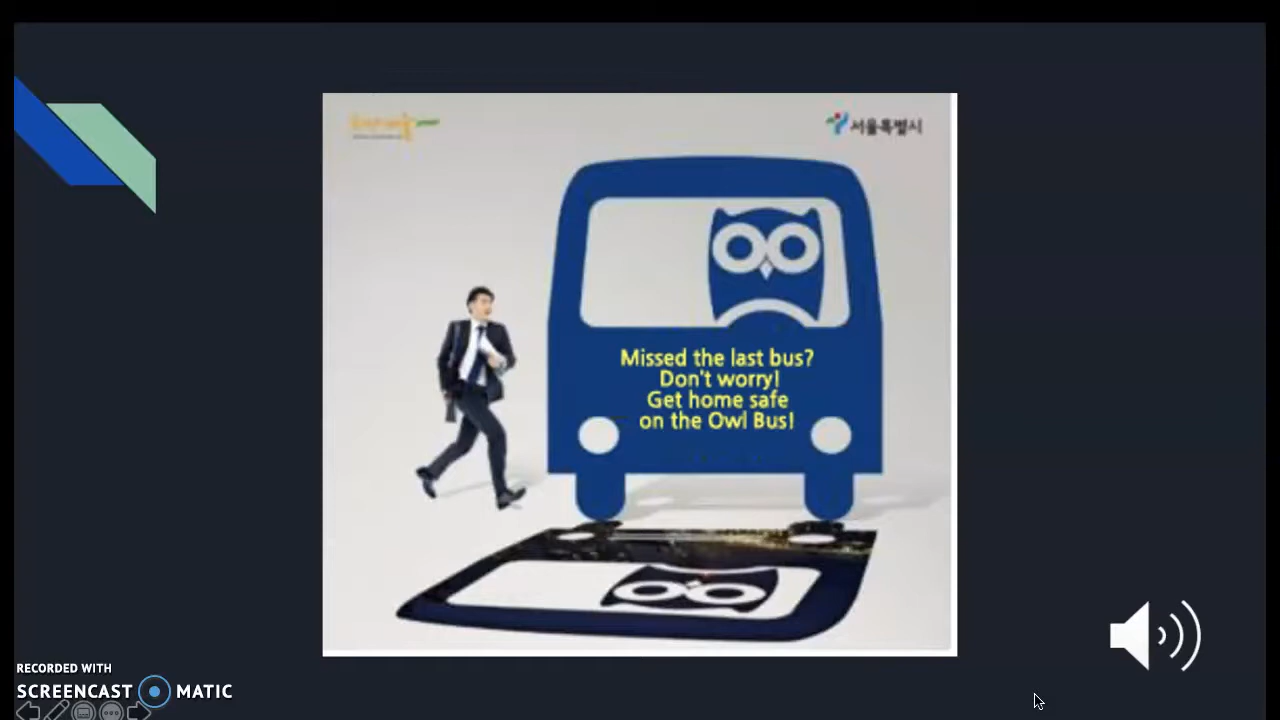 서울특별시
Missed the last bus?
Don't worry!
Get home safe
on the Owl Bus!
RECORDED WITH
SCREENCAST MATIC